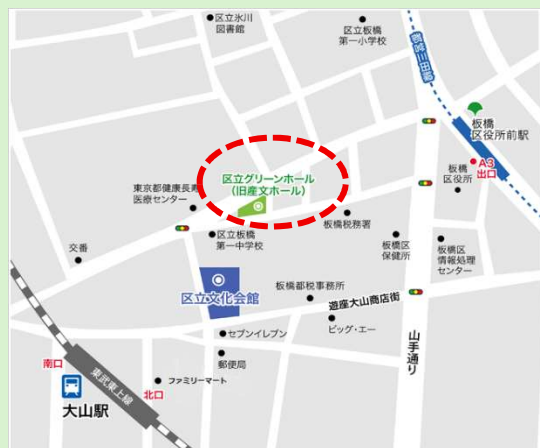 区立氷川
図書館
区立板橋
第一小学校
都営三田線
板橋
区役所前駅
A3
出口
板橋
区役所
区立グリーンホール
(旧産文ホール)
東京都健康長寿
医療センター
区立板橋
第一中学校
板橋税務署
板橋区
保健所
板橋区
情報処理
センター
交番
区立文化会館
板橋都税事務所
遊座大山商店街
ビッグ・エー
セブンイレブン
郵便局
山手通り
南口
東武東上線
ファミリーマート
北口
大山駅